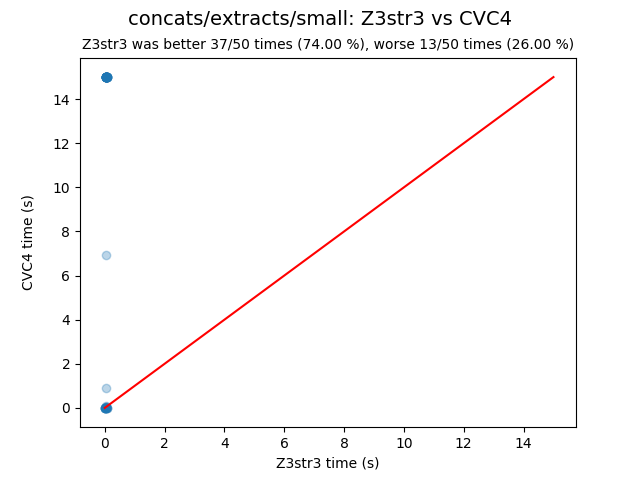 concats/extracts/small: Z3str3 vs CVC4
Z3str3 was better 37/50 times (74.00 %), worse 13/50 times (26.00 %)
14
12
10
8
6
4
2
0
CVC4 time (s)
0 2 4 6 8 10 12 14
Z3str3 time (s)